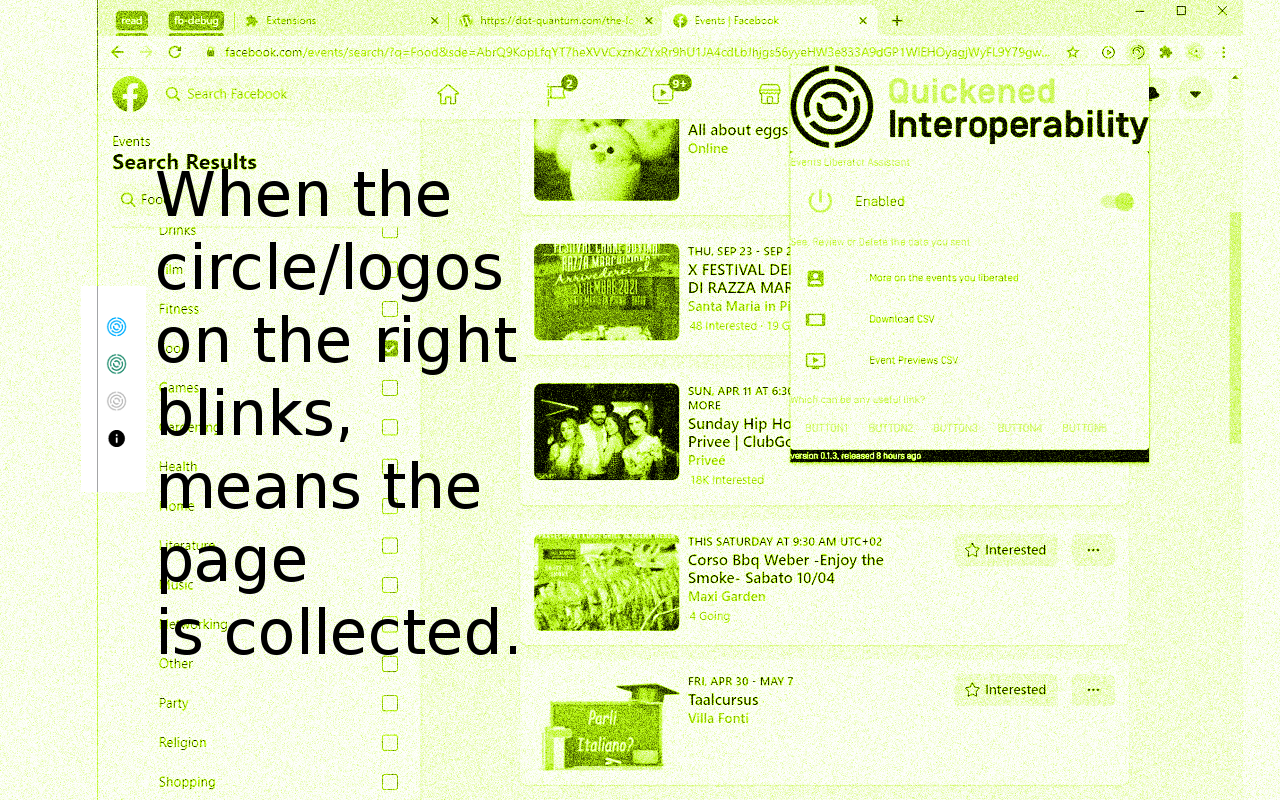 read
fb-debug
Extensions
https://dot-quantum.com/the-lo
Events | Facebook
facebook.com/events/search/?q=Food&sde=
Search Facebook
2
9+
Quickened
Interoperability
Events
Search Results
Drinks
Film
Fitness
Food
Games
Gardening
Health
Home
Literature
Music
Networking
Other
Party
Religion
Shopping
When the
circle/logos
on the right
blinks,
means the
page
is collected.
All about eggs
Online
THU, SEP 23 - SEP 2
X FESTIVAL DE
DI RAZZA MAR
Santa Maria in Pi
48 Interested · 19 G
SUN, APR 11 AT 6:30
MORE
Sunday Hip Ho
Privee | ClubGo
Priveé
18K Interested
THIS SATURDAY AT 9:30 AM UTC+02
Corso Bbq Weber -Enjoy the
Smoke- Sabato 10/04
Maxi Garden
4 Going
Interested
FRI, APR 30 - MAY 7
Taalcursus
Villa Fonti
Interested
Parli
Italiano?
Events Liberator Assistant
Enabled
See, Review or Delete the data you sent
More on the events you liberated
Download CSV
Event Previews CSV
Which can be any useful link?
BUTTON1 BUTTON2 BUTTON3 BUTTON4 BUTTON5
version 0.1.3, released 8 hours ago